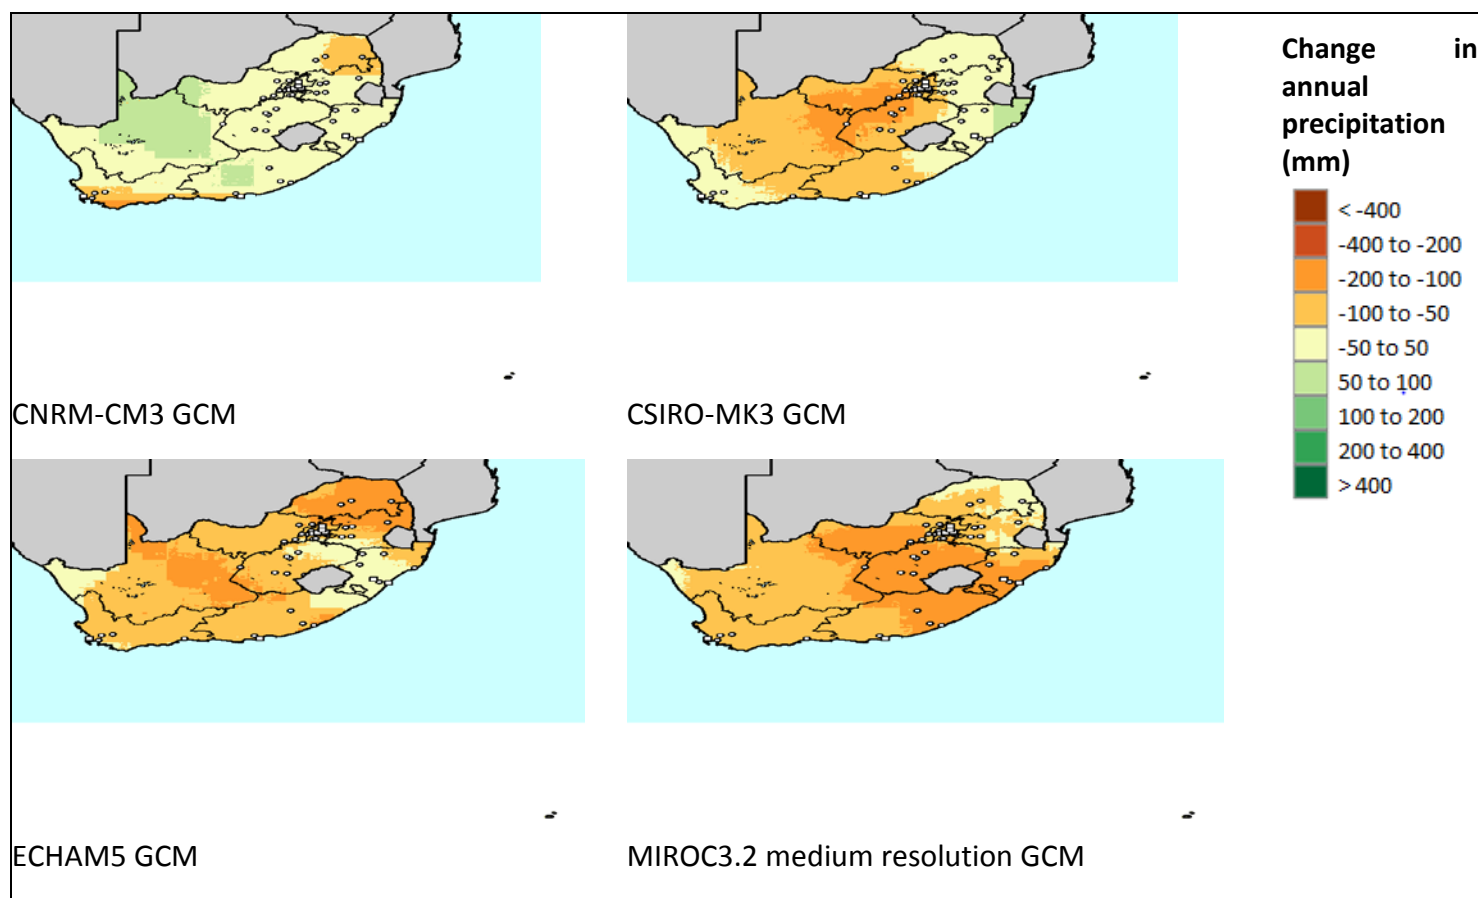 Change in
annual
precipitation
(mm)
< -400
-400 to -200
-200 to -100
-100 to -50
-50 to 50
50 to 100
100 to 200
200 to 400
> 400
CNRM-CM3 GCM
CSIRO-MK3 GCM
ECHAM5 GCM
MIROC3.2 medium resolution GCM